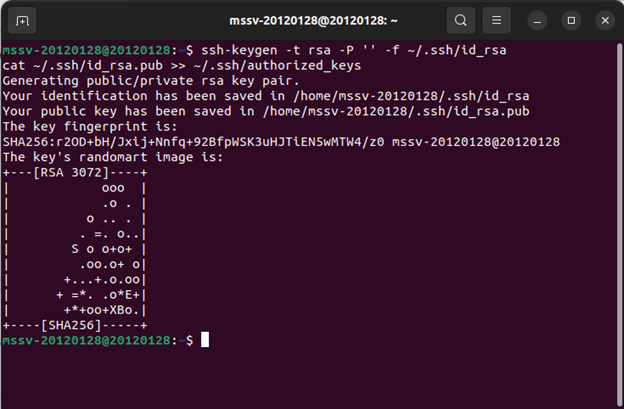 mssv-20120128@20120128: ~
mssv-20120128@20120128:~$ ssh-keygen -t rsa -P '' -f ~/.ssh/id_rsa
cat ~/.ssh/id_rsa.pub >> ~/.ssh/authorized_keys
Generating public/private rsa key pair.
Your identification has been saved in /home/mssv-20120128/.ssh/id_rsa
Your public key has been saved in /home/mssv-20120128/.ssh/id_rsa.pub
The key fingerprint is:
SHA256:r2OD+bH/Jxij+Nnfq+92BfpWSK3uHJTiEN5wMTW4/z0 mssv-20120128@20120128
The key's randomart image is:
+---[RSA 3072]----+
|            ooo  |
|            .o . |
|          o .. . |
|         . =. o..|
|        S o o+o+ |
|         .oo.o+ o|
|       +...+.o.oo|
|      + =*. .o*E+|
|       +*+oo+XBo.|
+----[SHA256]-----+
mssv-20120128@20120128:~$